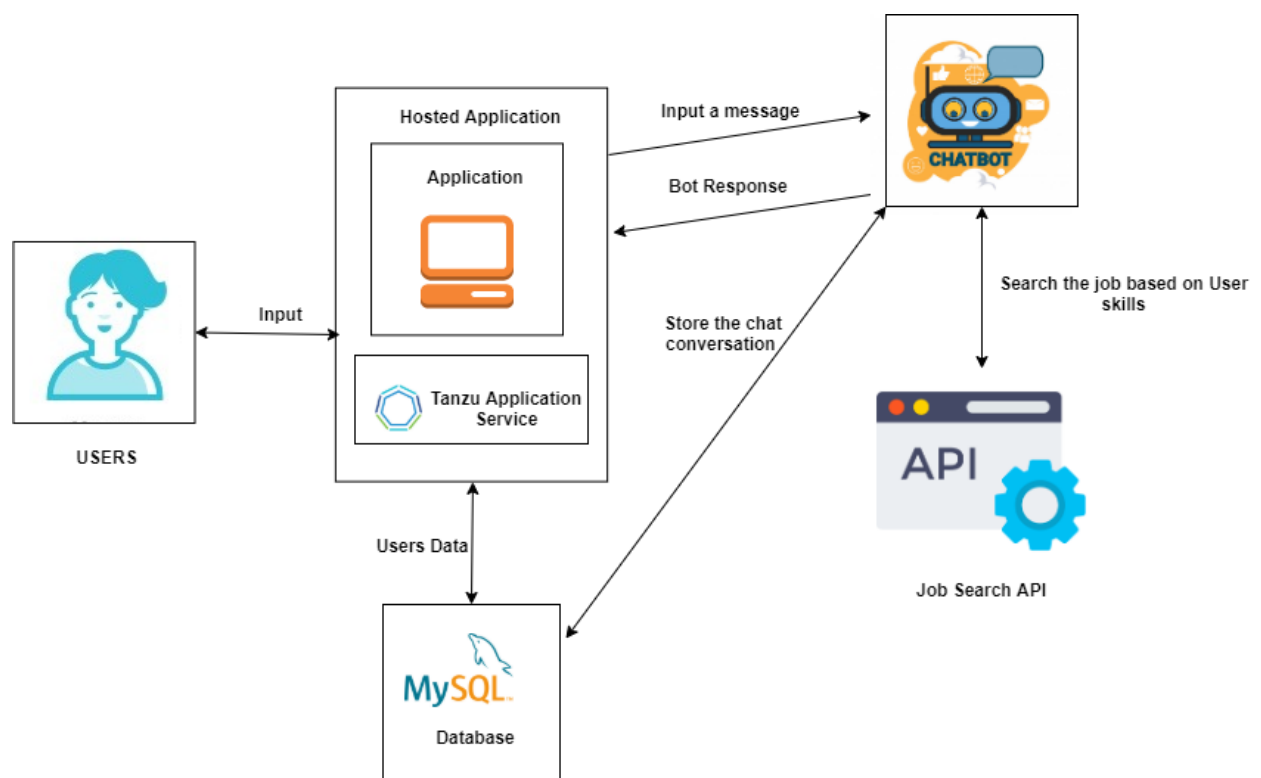 Hosted Application
Application
Tanzu Application
Service
USERS
Input
Input a message
Bot Response
CHATBOT
Search the job based on User
skills
Store the chat
conversation
API
Job Search API
Users Data
MySQL
Database